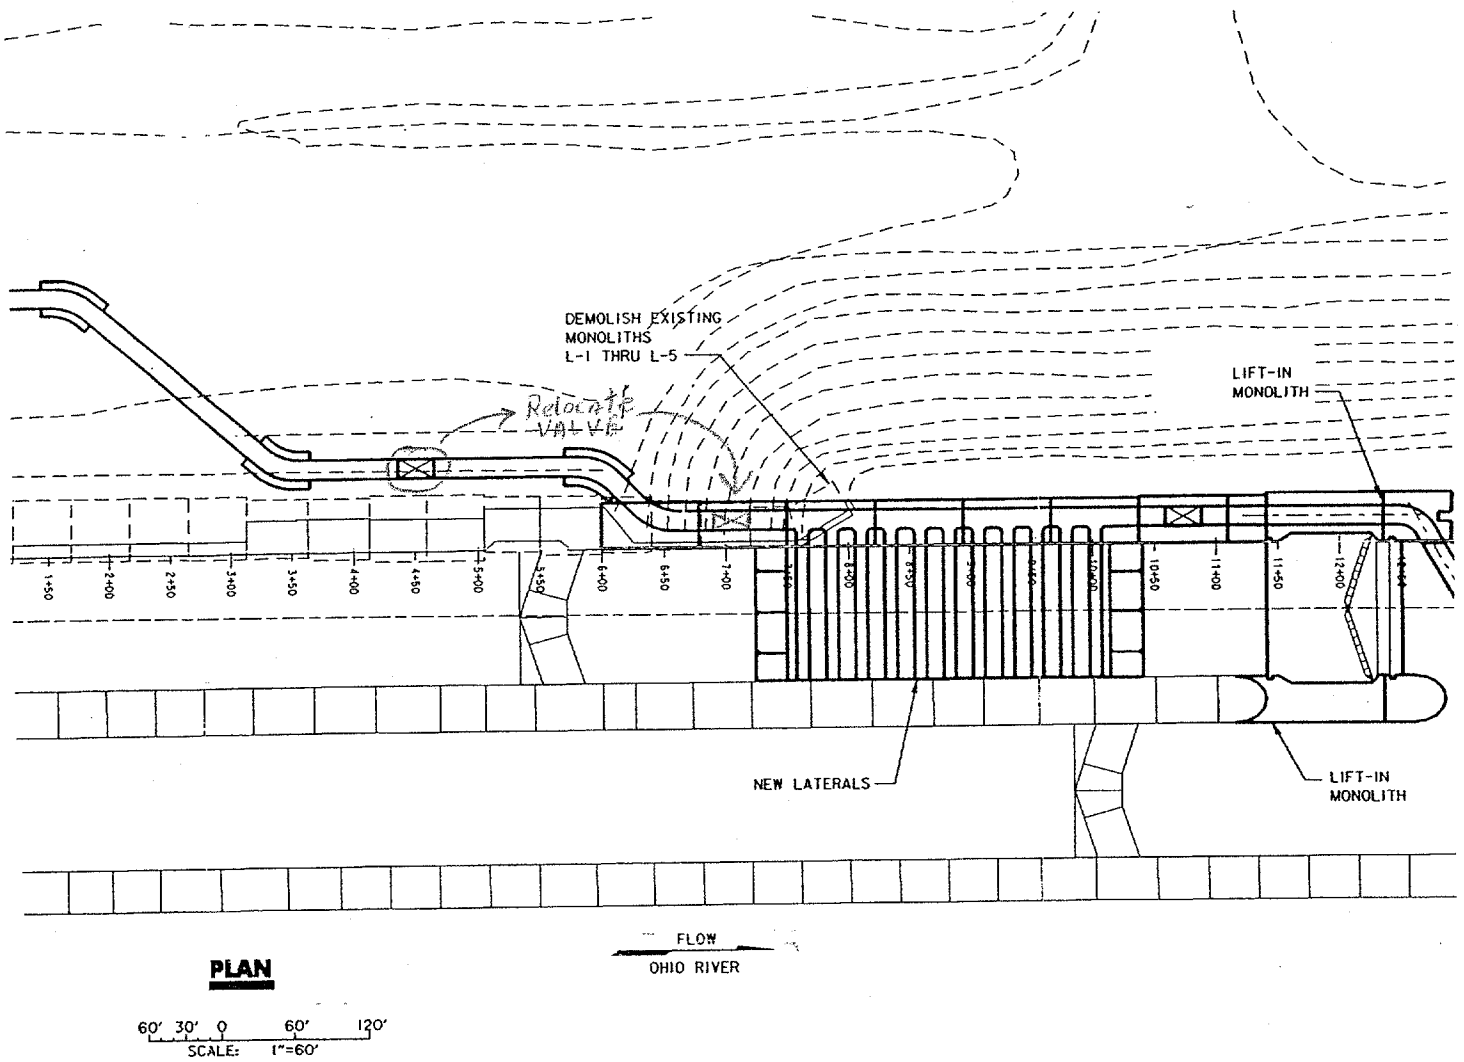 DEMOLISH EXISTING
MONOLITHS
L-1 THRU L-5
LIFT-IN
MONOLITH
Relocate
VALVE
1+50
2+00
2+50
3+00
3+50
4+00
4+50
5+00
5+50
6+00
6+50
7+00
7+50
8+00
8+50
9+00
9+50
10+00
10+50
11+00
11+50
12+00
12+50
NEW LATERALS
LIFT-IN
MONOLITH
FLOW
OHIO RIVER
PLAN
60' 30' 0 60' 120'
SCALE: 1"=60'